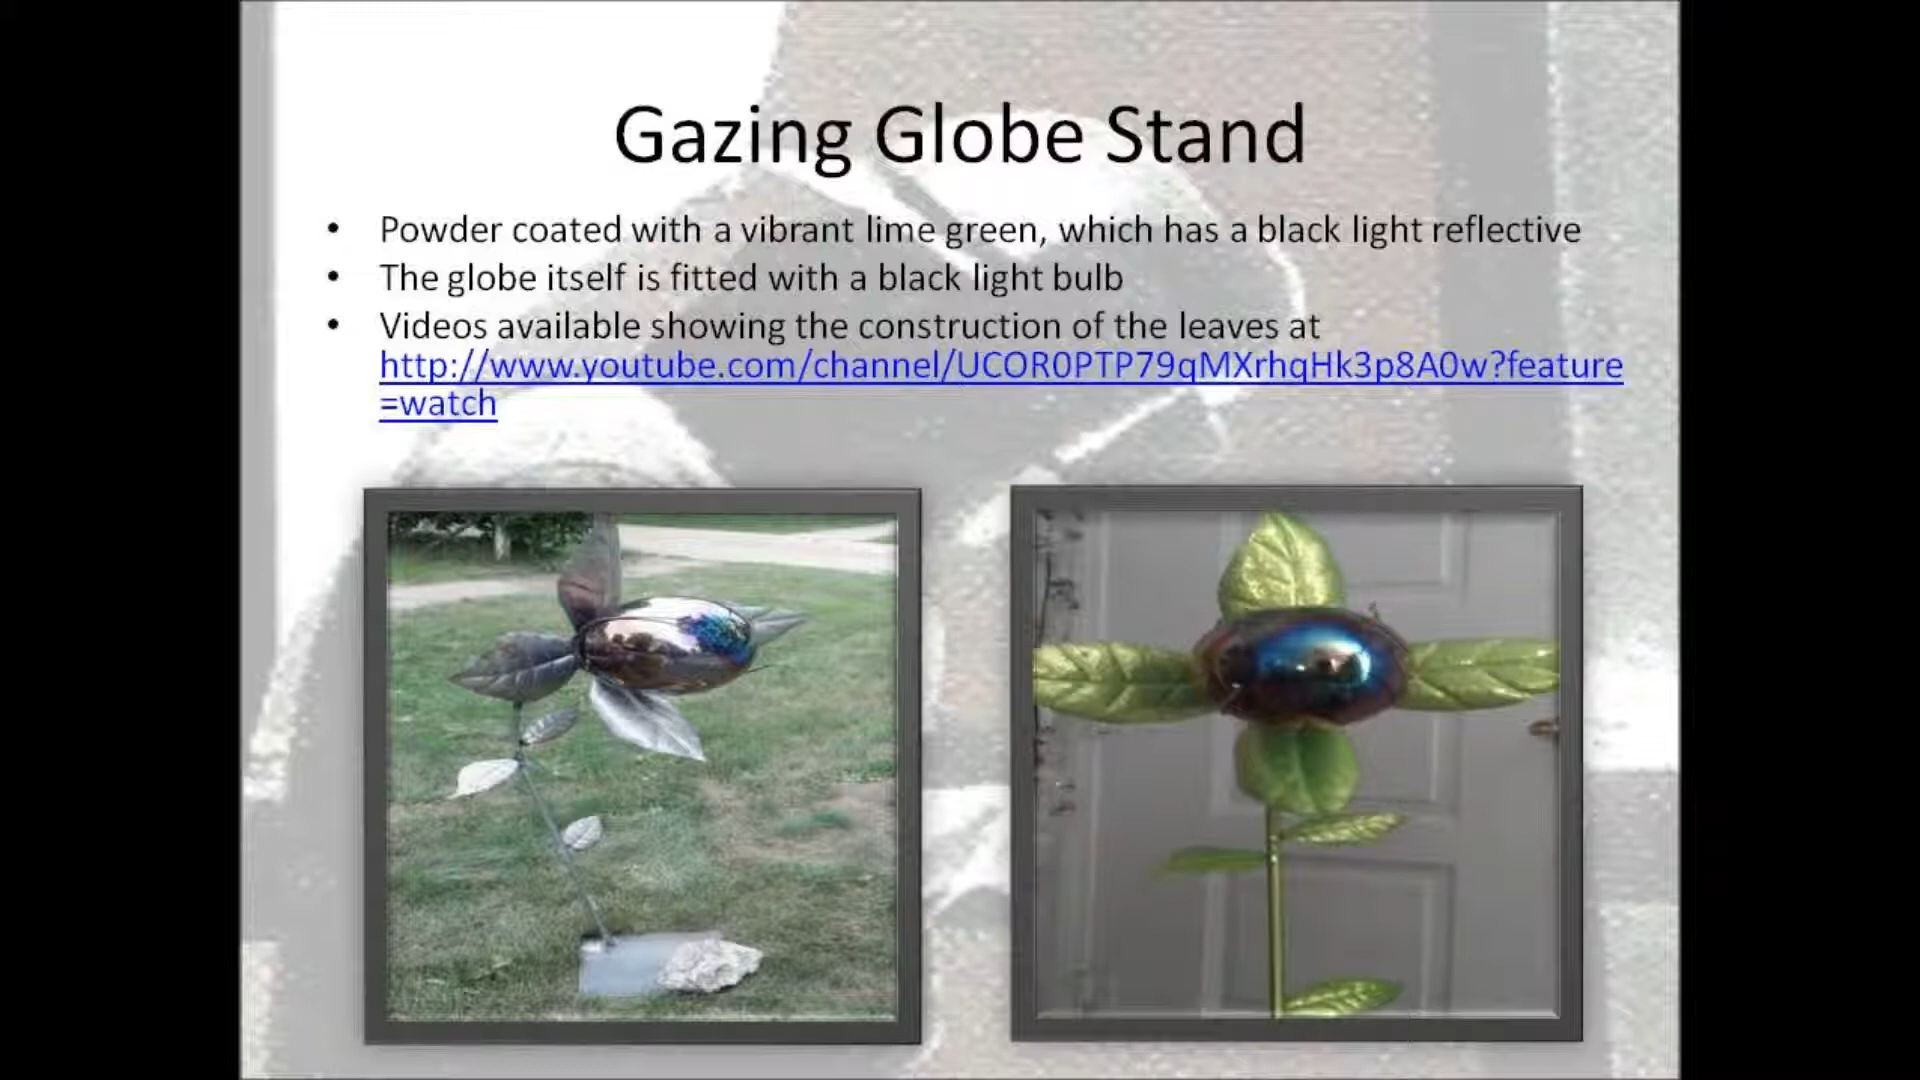 Gazing Globe Stand
• Powder coated with a vibrant lime green, which has a black light reflective
• The globe itself is fitted with a black light bulb
• Videos available showing the construction of the leaves at
http://www.youtube.com/channel/UCOR0PTP79qMXrhqHk3p8A0w?feature
=watch